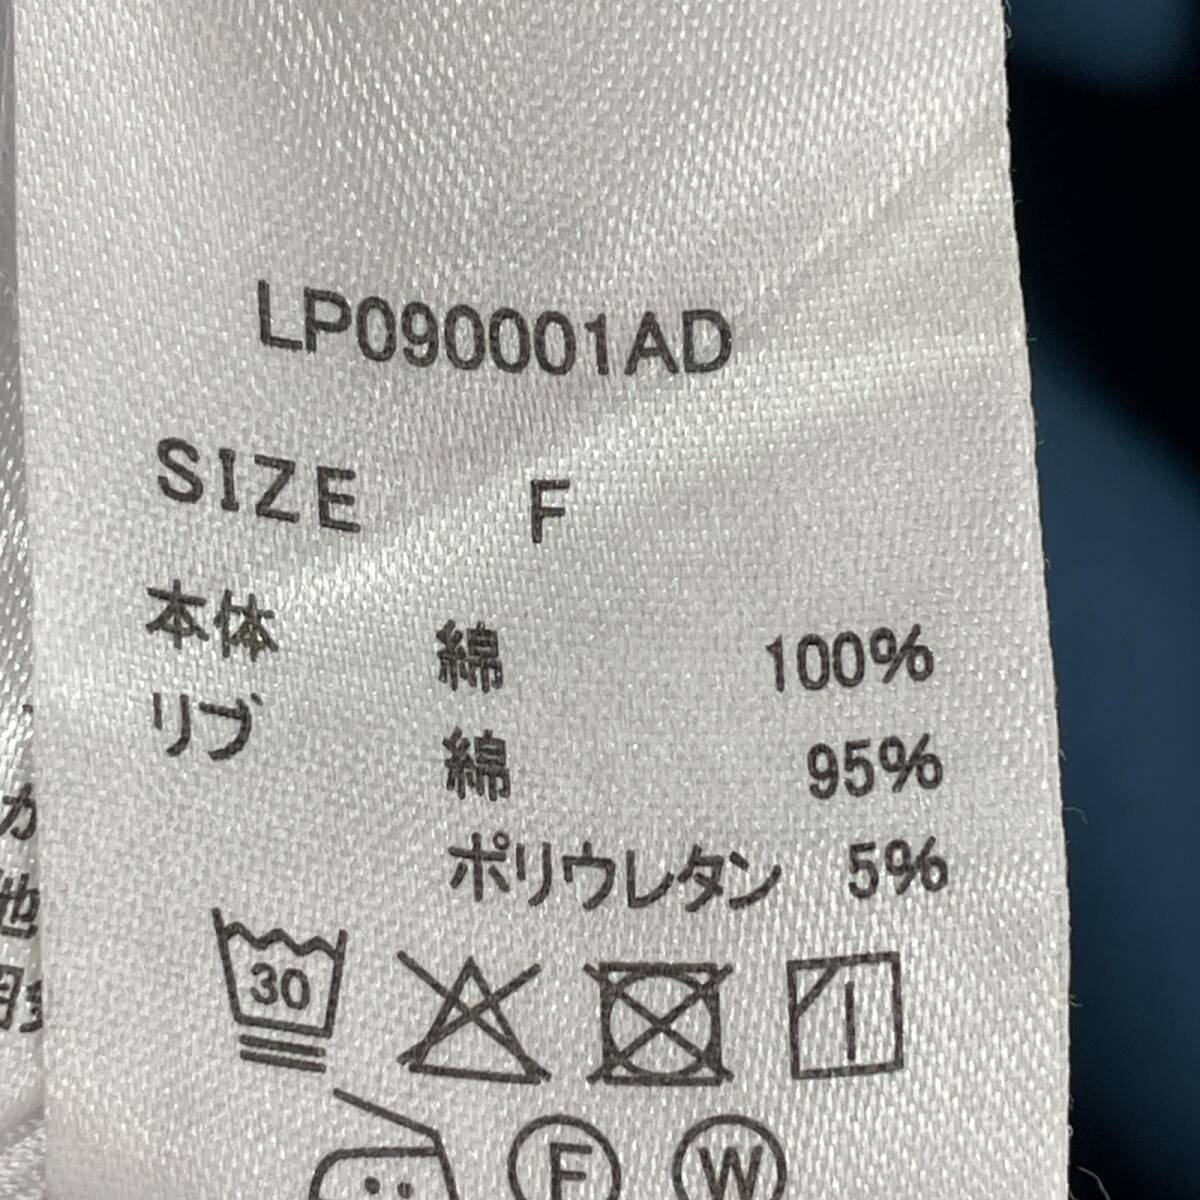 LP090001AD
SIZE F
本体 綿 100%
リブ 綿 95%
ポリウレタン 5%
30
F W